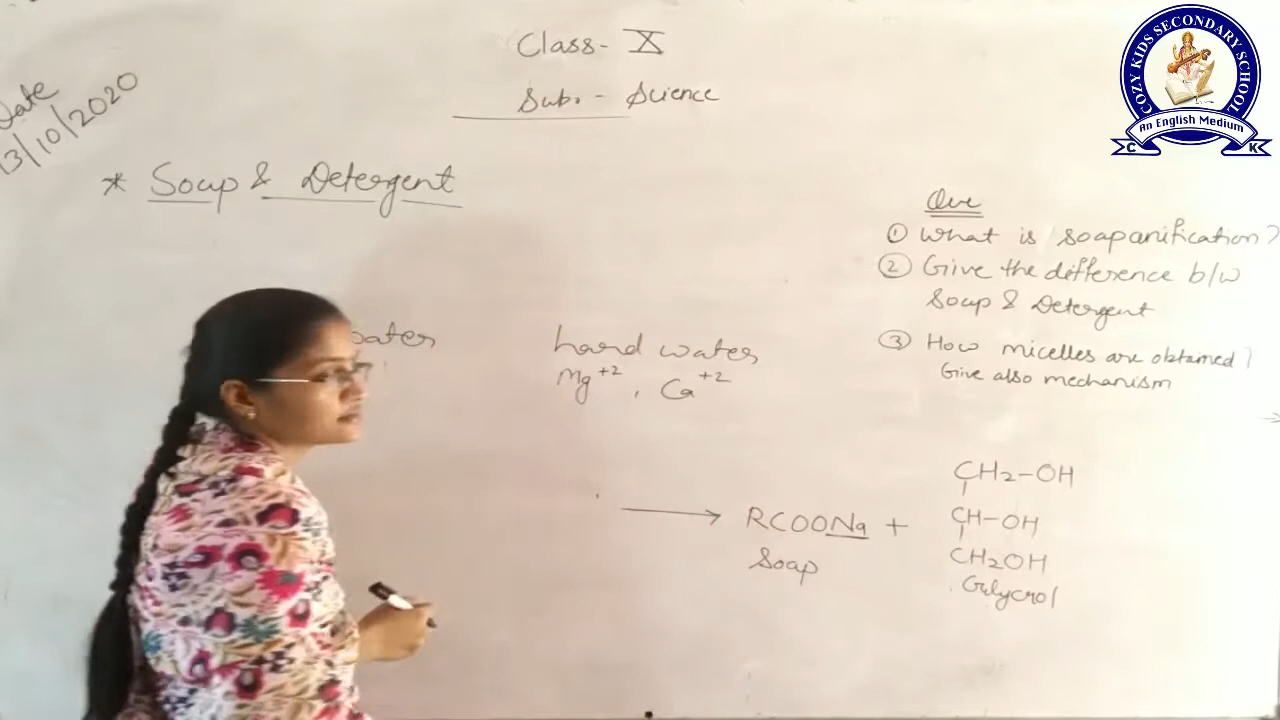 Class- X
Sub. - Science
Date
13/10/2020
* Soap & Detergent
Que
① What is soapanification?
② Give the difference b/w
Soap & Detergent
③ How micelles are obtained?
Give also mechanism
water
hard water
Mg+2, Ca+2
→ RCOONa +
Soap
CH2-OH
CH-OH
CH2OH
Gylycrol
COZY KIDS SECONDARY SCHOOL
An English Medium
C K